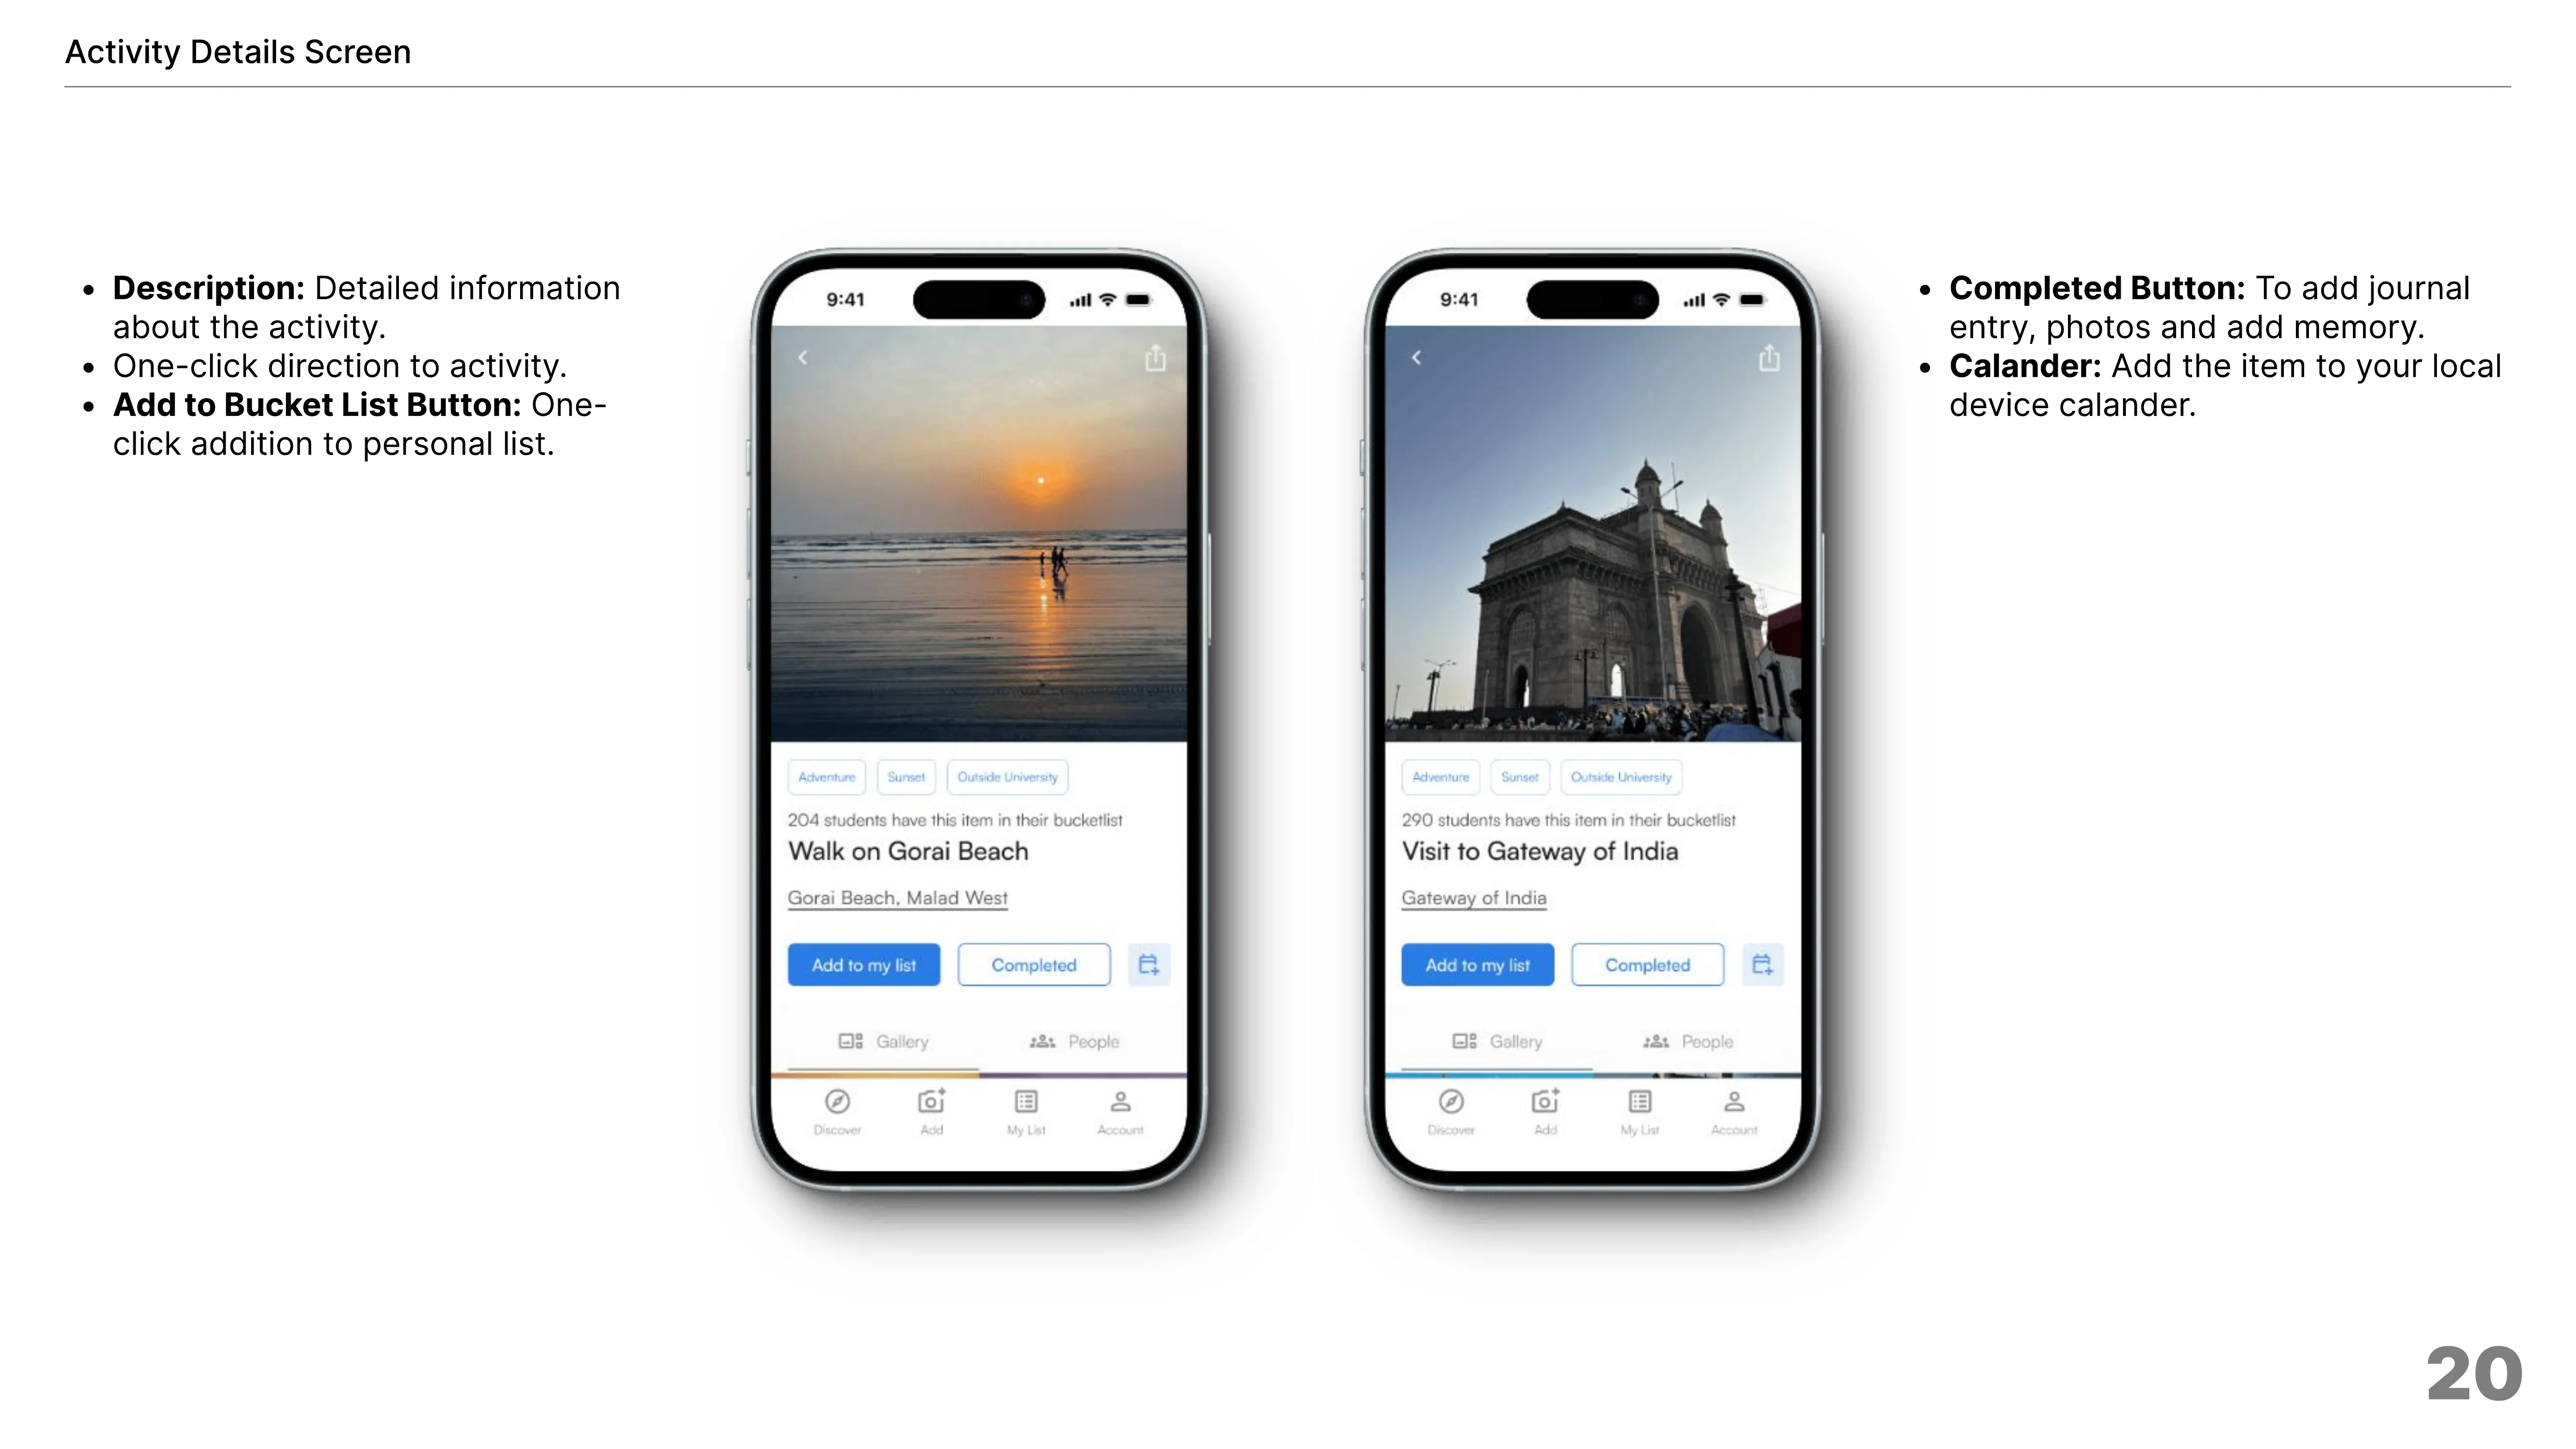 Activity Details Screen
• Description: Detailed information
about the activity.
• One-click direction to activity.
• Add to Bucket List Button: One-
click addition to personal list.
9:41
Adventure Sunset Outside University
204 students have this item in their bucketlist
Walk on Gorai Beach
Gorai Beach, Malad West
Add to my list Completed
Gallery People
Discover Add My List Account
9:41
Adventure Sunset Outside University
290 students have this item in their bucketlist
Visit to Gateway of India
Gateway of India
Add to my list Completed
Gallery People
Discover Add My List Account
• Completed Button: To add journal
entry, photos and add memory.
• Calander: Add the item to your local
device calander.
20